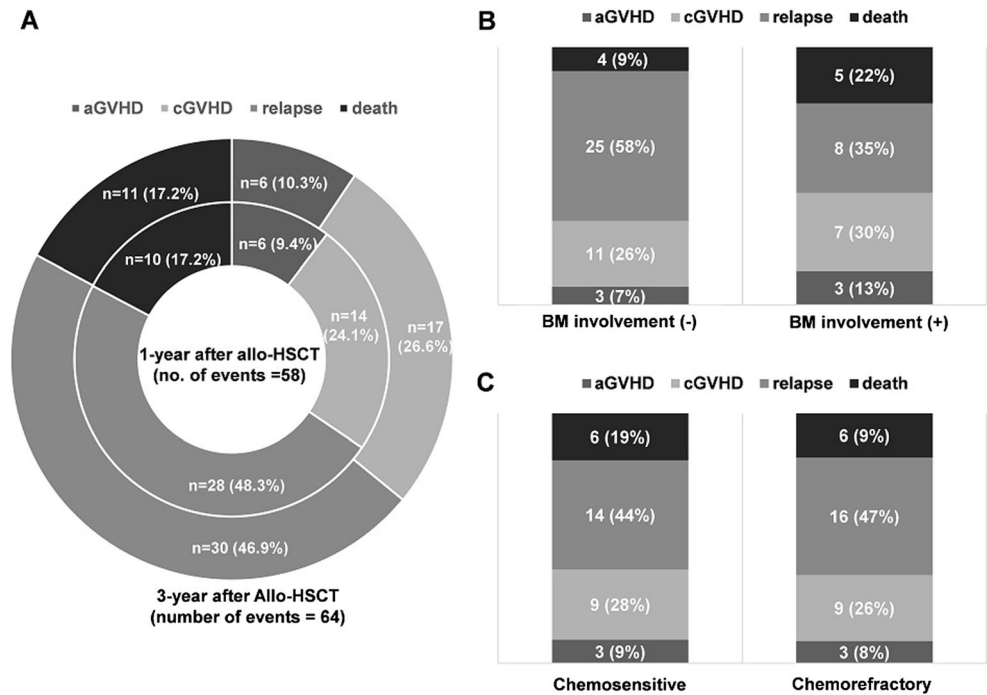 A
aGVHD cGVHD relapse death
n=11 (17.2%)
n=6 (10.3%)
n=10 (17.2%)
n=6 (9.4%)
n=14
(24.1%)
n=17
(26.6%)
1-year after allo-HSCT
(no. of events =58)
n=28 (48.3%)
n=30 (46.9%)
3-year after Allo-HSCT
(number of events = 64)
B
aGVHD cGVHD relapse death
4 (9%)
25 (58%)
11 (26%)
3 (7%)
BM involvement (-)
5 (22%)
8 (35%)
7 (30%)
3 (13%)
BM involvement (+)
C
aGVHD cGVHD relapse death
6 (19%)
14 (44%)
9 (28%)
3 (9%)
Chemosensitive
6 (9%)
16 (47%)
9 (26%)
3 (8%)
Chemorefractory